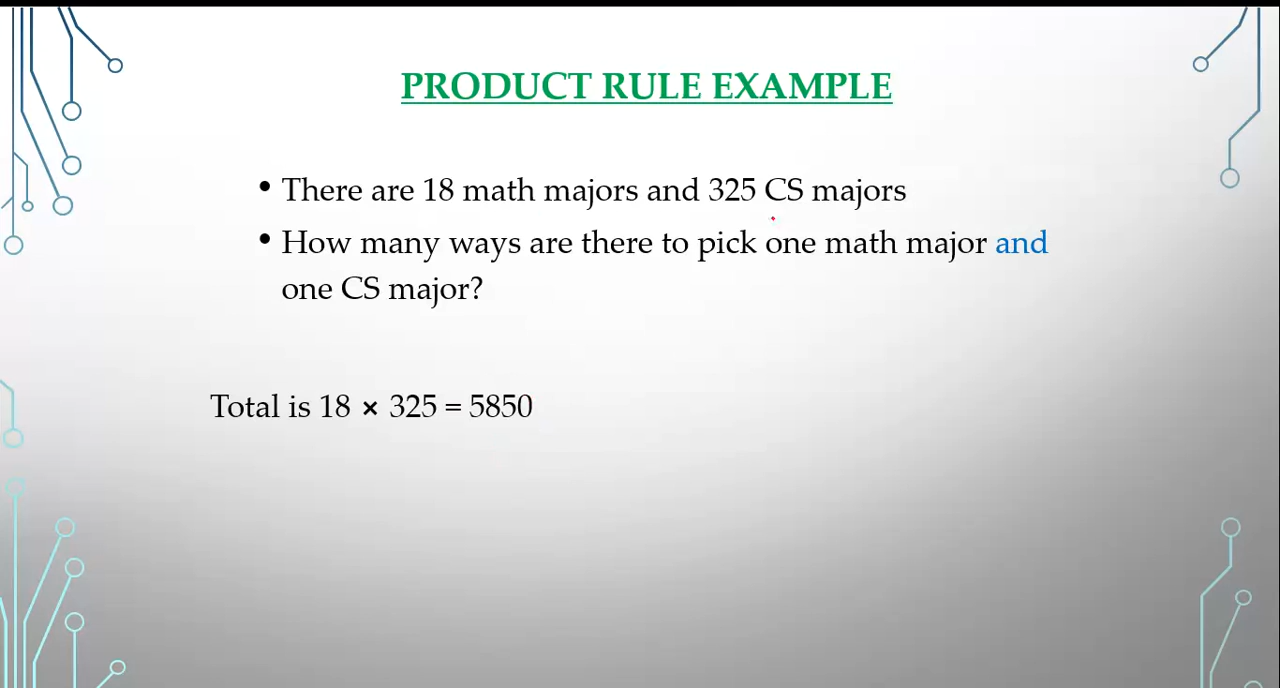 PRODUCT RULE EXAMPLE
• There are 18 math majors and 325 CS majors
• How many ways are there to pick one math major and
one CS major?
Total is 18 × 325 = 5850